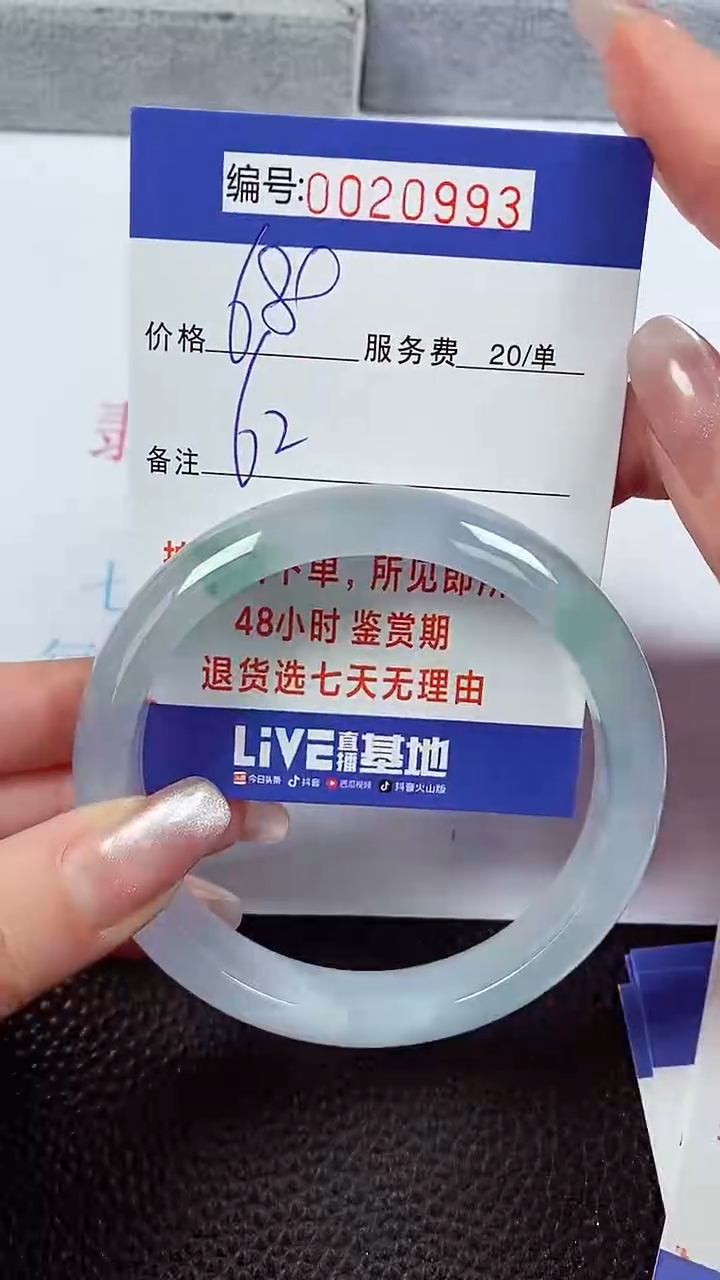 编号:0020993
680
价格 服务费 20/单
62
备注
下单，所见即所
48小时 鉴赏期
退货选七天无理由
LiVE直播基地
今日头条 抖音 西瓜视频 抖音火山版
七